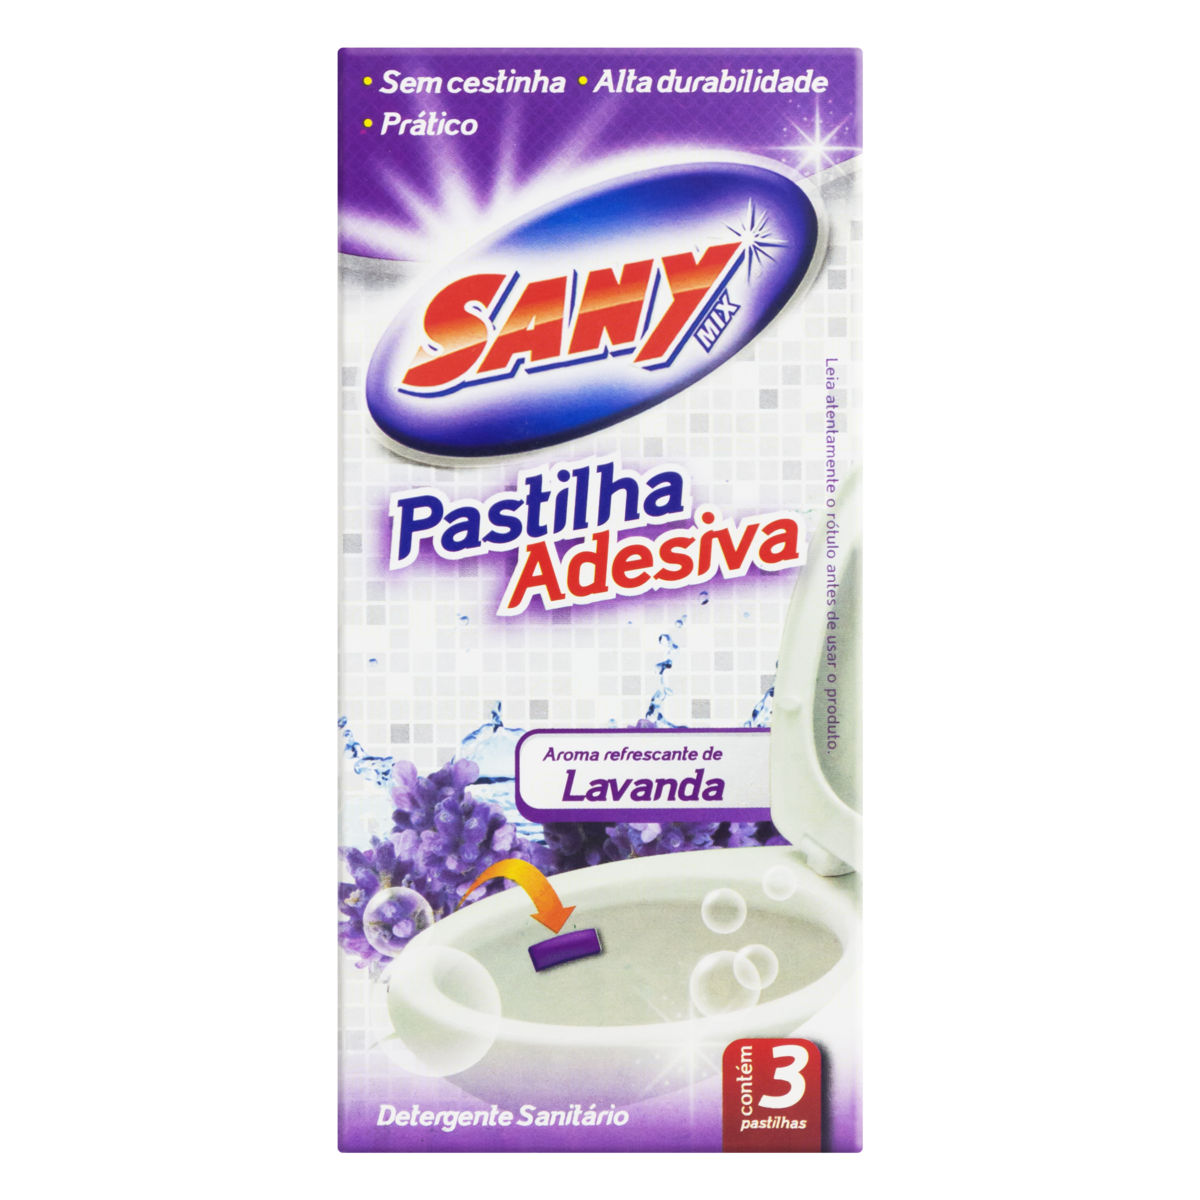 • Sem cestinha • Alta durabilidade
• Prático
SANY
MIX
Leia atentamente o rótulo antes de usar o produto.
Pastilha
Adesiva
Aroma refrescante de
Lavanda
contém
3
pastilhas
Detergente Sanitário